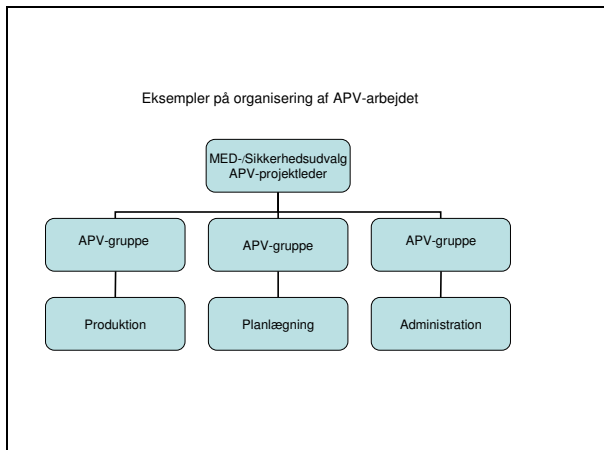 Eksempler på organisering af APV-arbejdet
MED-/Sikkerhedsudvalg
APV-projektleder
APV-gruppe
APV-gruppe
APV-gruppe
Produktion
Planlægning
Administration